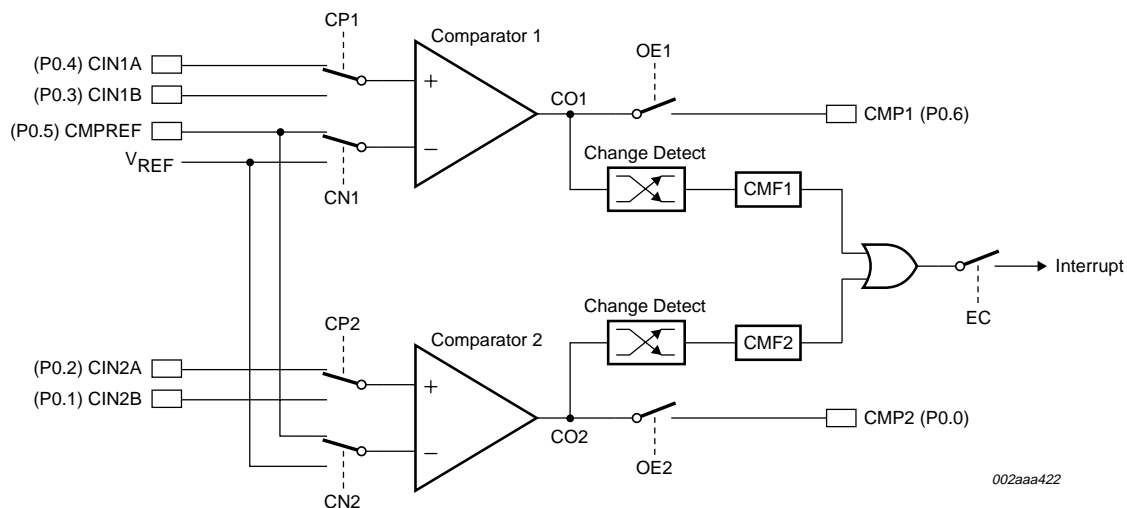 CP1
Comparator 1
OE1
(P0.4) CIN1A
(P0.3) CIN1B
+
CO1
CMP1 (P0.6)
(P0.5) CMPREF
−
Change Detect
VREF
CMF1
CN1
Interrupt
Change Detect
EC
CP2
Comparator 2
CMF2
(P0.2) CIN2A
(P0.1) CIN2B
+
CMP2 (P0.0)
CO2
−
OE2
CN2
002aaa422